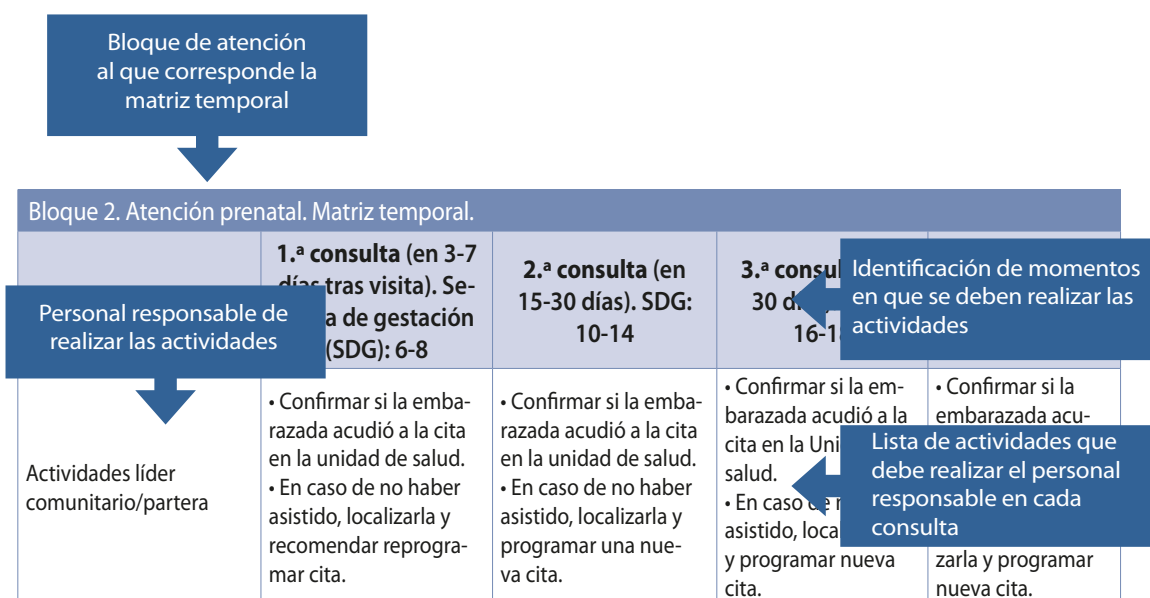 Bloque de atención
al que corresponde la
matriz temporal
Bloque 2. Atención prenatal. Matriz temporal.
1.ª consulta (en 3-7
días tras visita). Se-
a de gestación
(SDG): 6-8
2.ª consulta (en
15-30 días). SDG:
10-14
3.ª consul
30 d
16-1
Identificación de momentos
en que se deben realizar las
actividades
Personal responsable de
realizar las actividades
Actividades líder
comunitario/partera
• Confirmar si la emba-
razada acudió a la cita
en la unidad de salud.
• En caso de no haber
asistido, localizarla y
recomendar reprogra-
mar cita.
• Confirmar si la emba-
razada acudió a la cita
en la unidad de salud.
• En caso de no haber
asistido, localizarla y
programar una nue-
va cita.
• Confirmar si la em-
barazada acudió a la
cita en la Uni
salud.
• En caso de
asistido, loca
y programar nueva
cita.
• Confirmar si la
embarazada acu-
zarla y programar
nueva cita.
Lista de actividades que
debe realizar el personal
responsable en cada
consulta